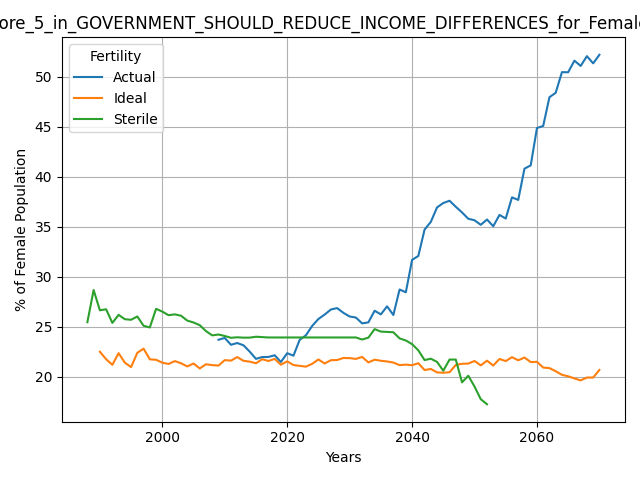 ore_5_in_GOVERNMENT_SHOULD_REDUCE_INCOME_DIFFERENCES_for_Female
Fertility
Actual
Ideal
Sterile
% of Female Population
50
45
40
35
30
25
20
2000
2020
2040
2060
Years